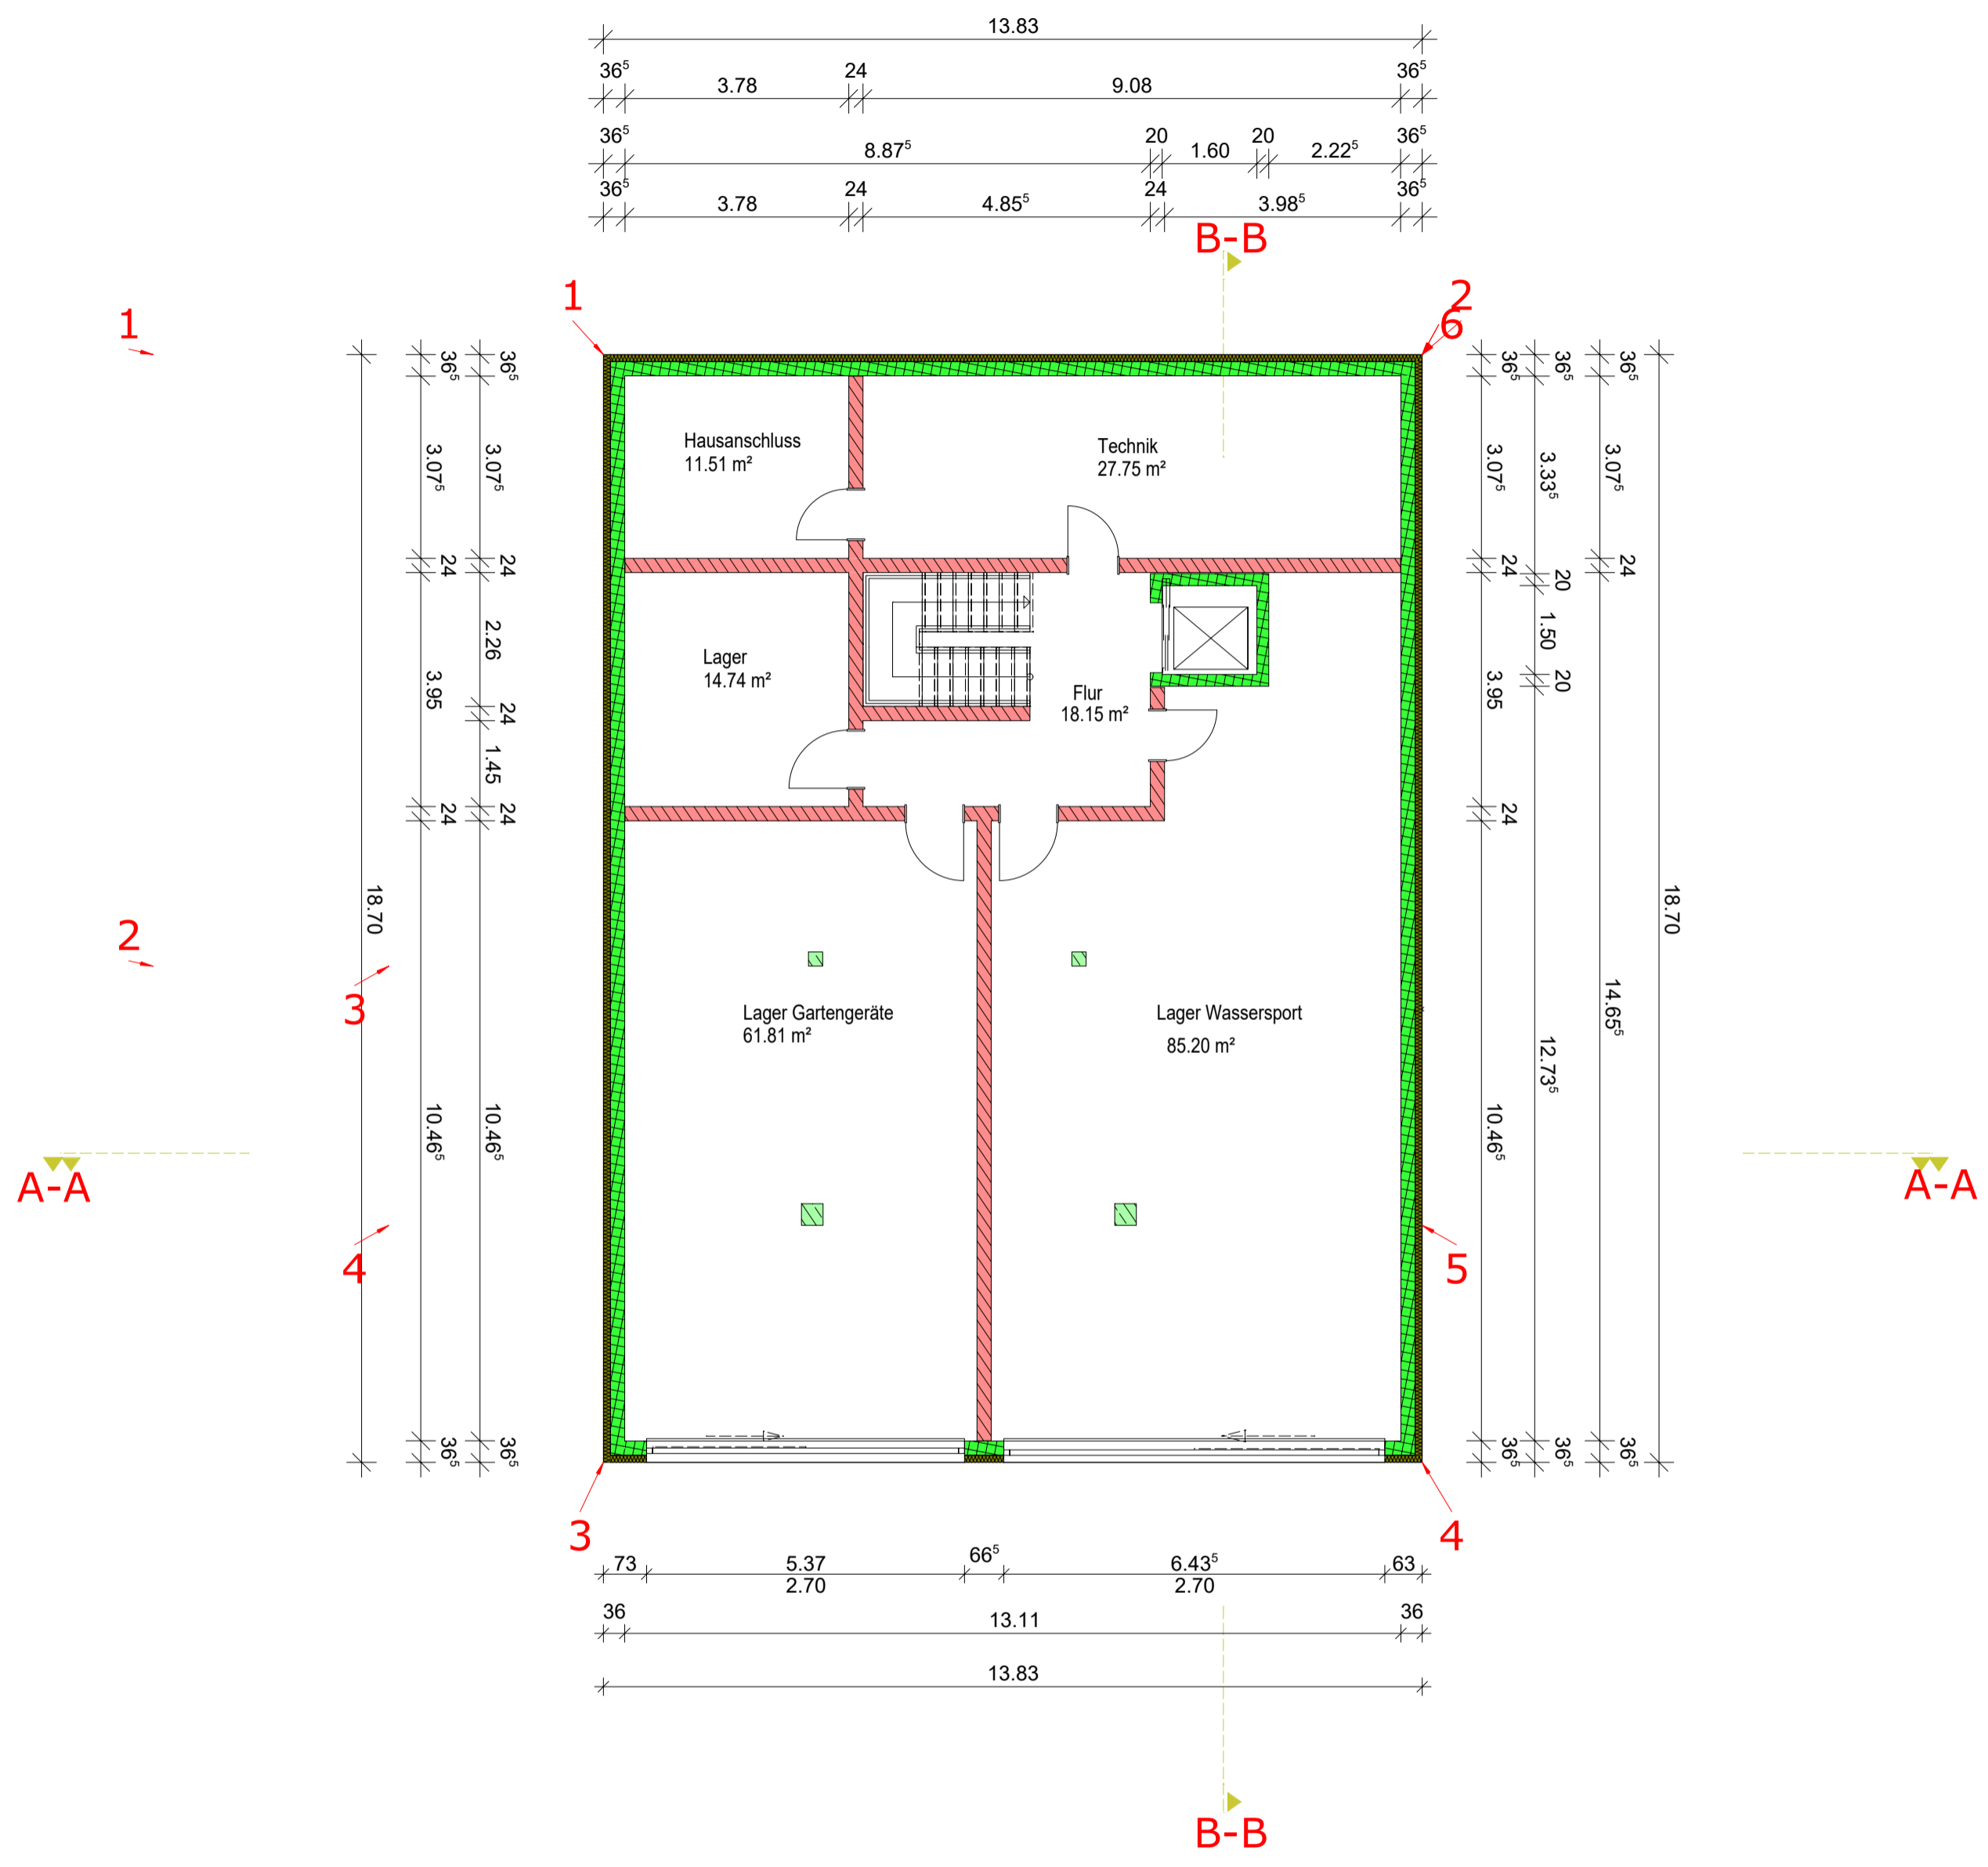 13.83
36⁵ 24 36⁵
3.78 9.08
36⁵ 20 20 36⁵
8.87⁵ 1.60 2.22⁵
36⁵ 24 24 36⁵
3.78 4.85⁵ 3.98⁵
B-B
1 1 2
6
36⁵ 36⁵ 36⁵ 36⁵ 36⁵
Hausanschluss
11.51 m²
Technik
27.75 m²
3.07⁵ 3.07⁵ 3.07⁵ 3.33⁵ 3.07⁵
24 24 24 20 24
2.26 1.50
Lager
14.74 m²
Flur
18.15 m²
3.95 24 3.95 20
1.45
24 24 24
18.70 18.70
2
3
Lager Gartengeräte
61.81 m²
Lager Wassersport
85.20 m²
14.65⁵
12.73⁵
10.46⁵ 10.46⁵ 10.46⁵
A-A A-A
4 5
36⁵ 36⁵ 36⁵ 36⁵ 36⁵
3 4
73 5.37 66⁵ 6.43⁵ 63
2.70 2.70
36 13.11 36
13.83
B-B